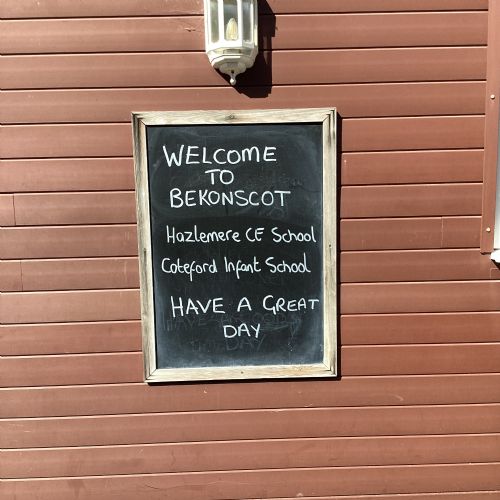 WELCOME
TO
BEKONSCOT
Hazlemere CE School
Coteford Infant School
HAVE A GREAT
DAY